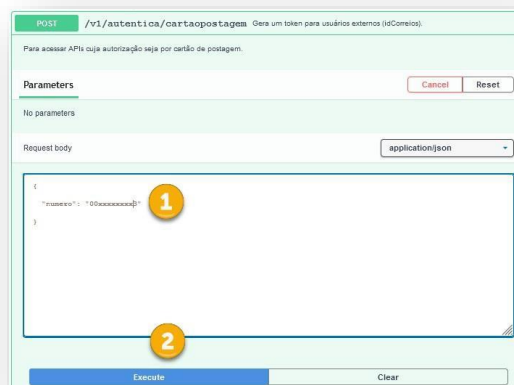 POST /v1/autentica/cartaopostagem Gera um token para usuários externos (idCorreios).
Para acessar APIs cuja autorização seja por cartão de postagem.
Parameters Cancel Reset
No parameters
Request body application/json
{
"numero": "00xxxxxxxx3"
}
1
2
Execute Clear